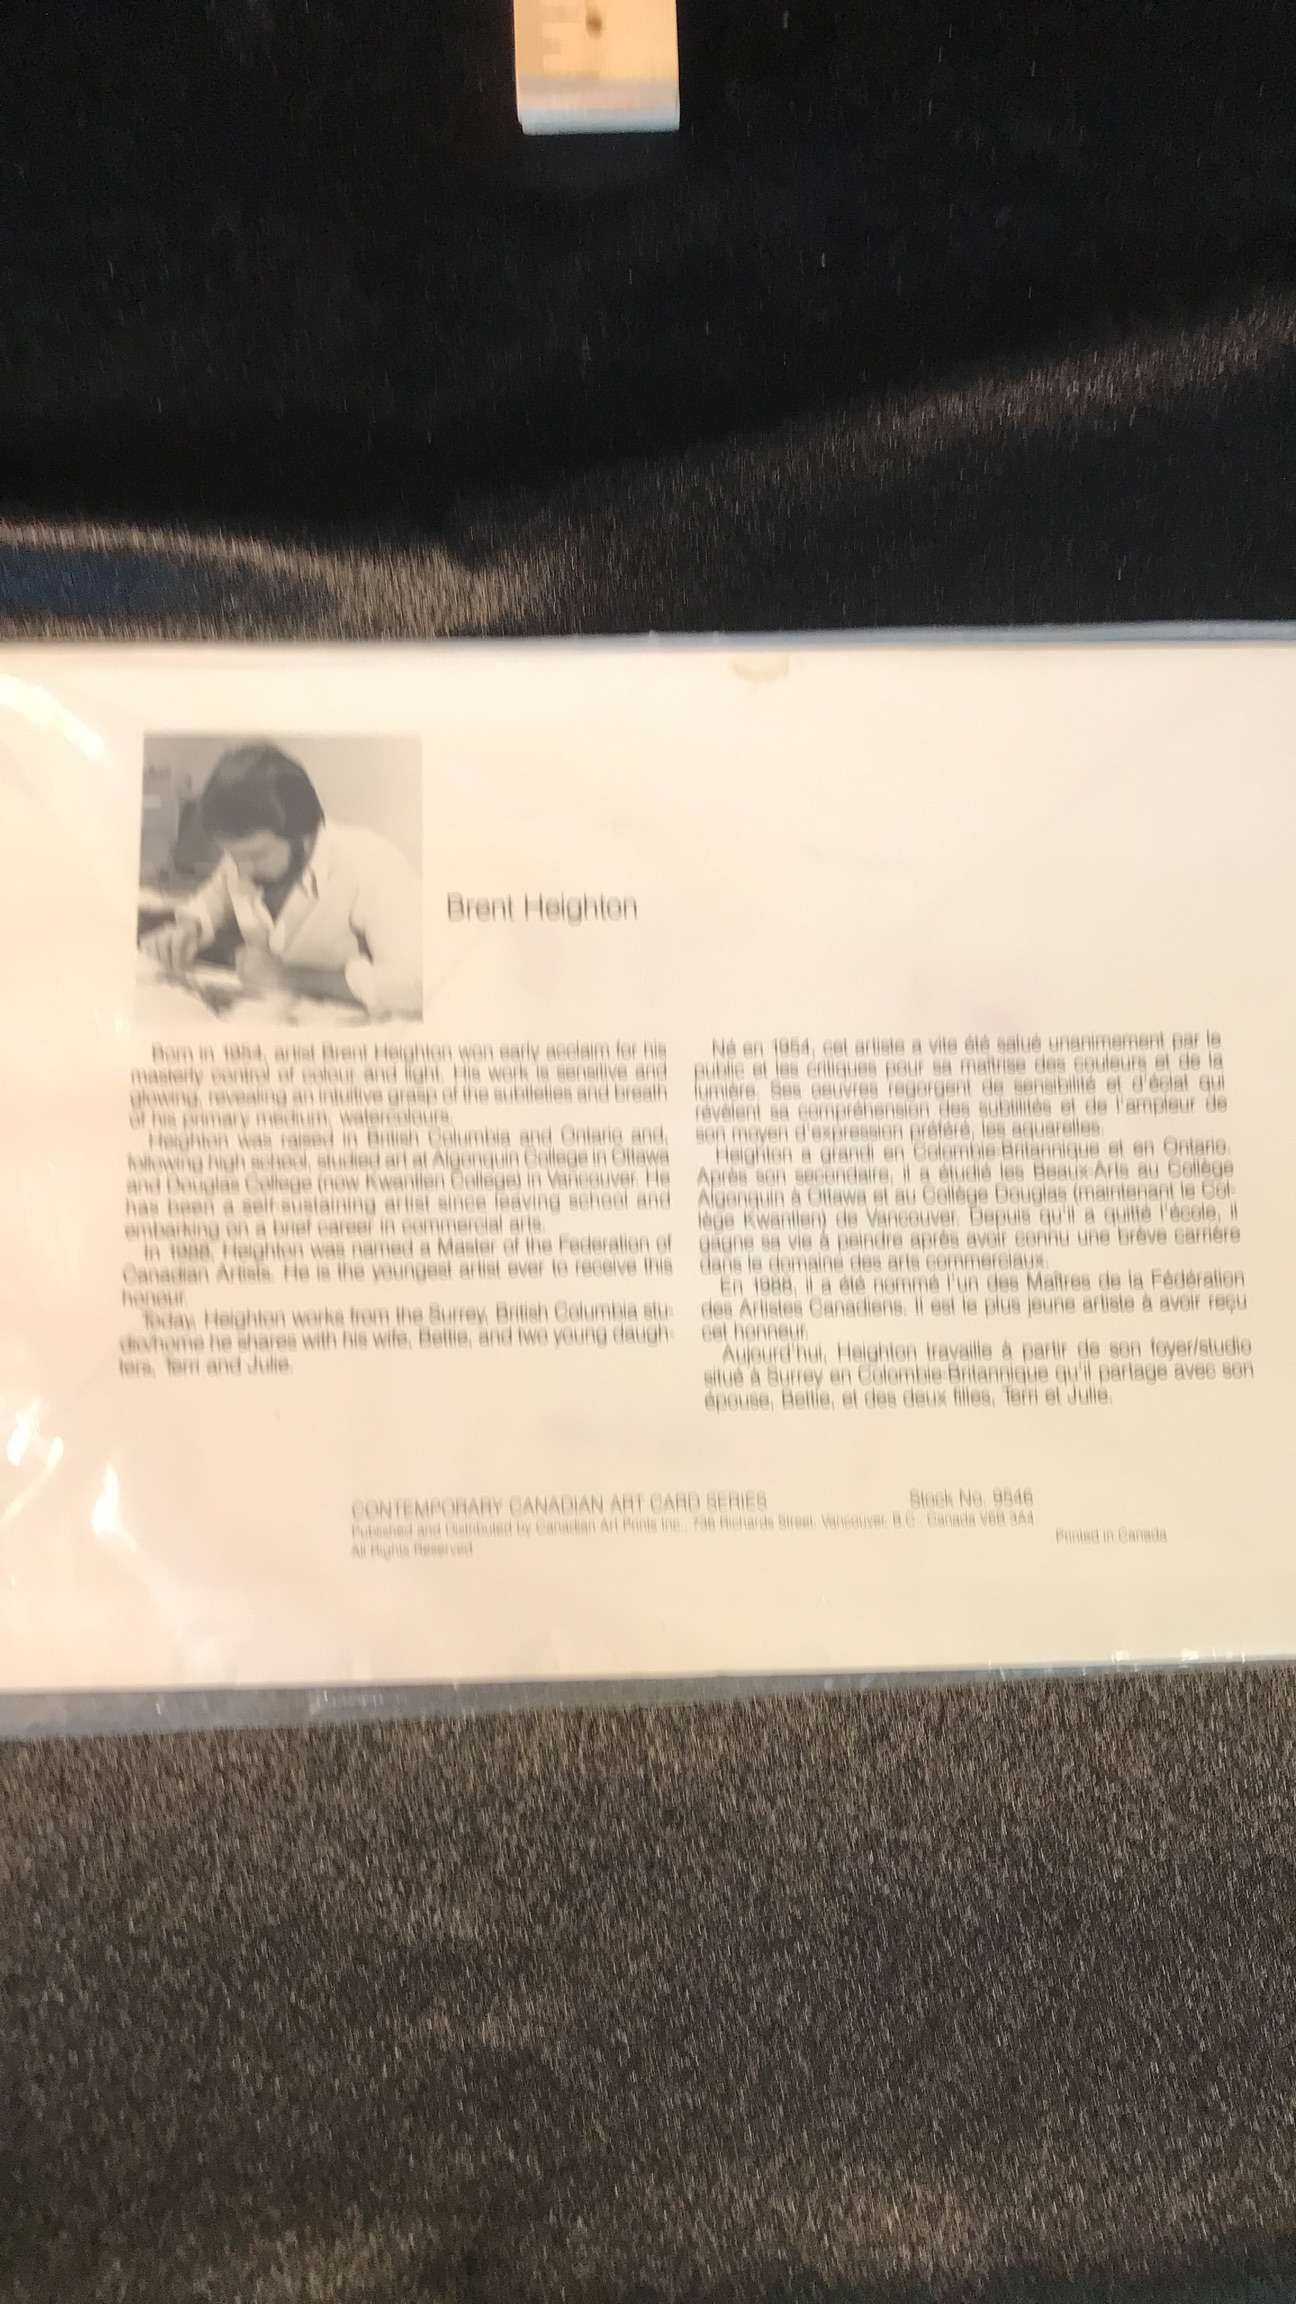 Brent Heighton
Born in 1954, artist Brent Heighton won early acclaim for his
masterly control of colour and light. His work is sensitive and
glowing, revealing an intuitive grasp of the subtleties and breath
of his primary medium, watercolours.
Heighton was raised in British Columbia and Ontario and,
following high school, studied art at Algonquin College in Ottawa
and Douglas College (now Kwantlen College) in Vancouver. He
has been a self-sustaining artist since leaving school and
embarking on a brief career in commercial arts.
In 1988, Heighton was named a Master of the Federation of
Canadian Artists. He is the youngest artist ever to receive this
honour.
Today, Heighton works from the Surrey, British Columbia stu-
dio/home he shares with his wife, Bettie, and two young daugh-
ters, Terri and Julie.
Né en 1954, cet artiste a vite été salué unanimement par le
public et les critiques pour sa maîtrise des couleurs et de la
lumière. Ses oeuvres regorgent de sensibilité et d'éclat qui
révèlent sa compréhension des subtilités et de l'ampleur de
son moyen d'expression préféré, les aquarelles.
Heighton a grandi en Colombie-Britannique et en Ontario.
Après son secondaire, il a étudié les Beaux-Arts au Collège
Algonquin à Ottawa et au Collège Douglas (maintenant le Col-
lège Kwantlen) de Vancouver. Depuis qu'il a quitté l'école, il
gagne sa vie à peindre après avoir connu une brève carrière
dans le domaine des arts commerciaux.
En 1988, il a été nommé l'un des Maîtres de la Fédération
des Artistes Canadiens. Il est le plus jeune artiste à avoir reçu
cet honneur.
Aujourd'hui, Heighton travaille à partir de son foyer/studio
situé à Surrey en Colombie-Britannique qu'il partage avec son
épouse, Bettie, et des deux filles, Terri et Julie.
CONTEMPORARY CANADIAN ART CARD SERIES Stock No. 9546
Published and Distributed by Canadian Art Prints Inc., 736 Richards Street, Vancouver, B.C. Canada V6B 3A4
All Rights Reserved
Printed in Canada